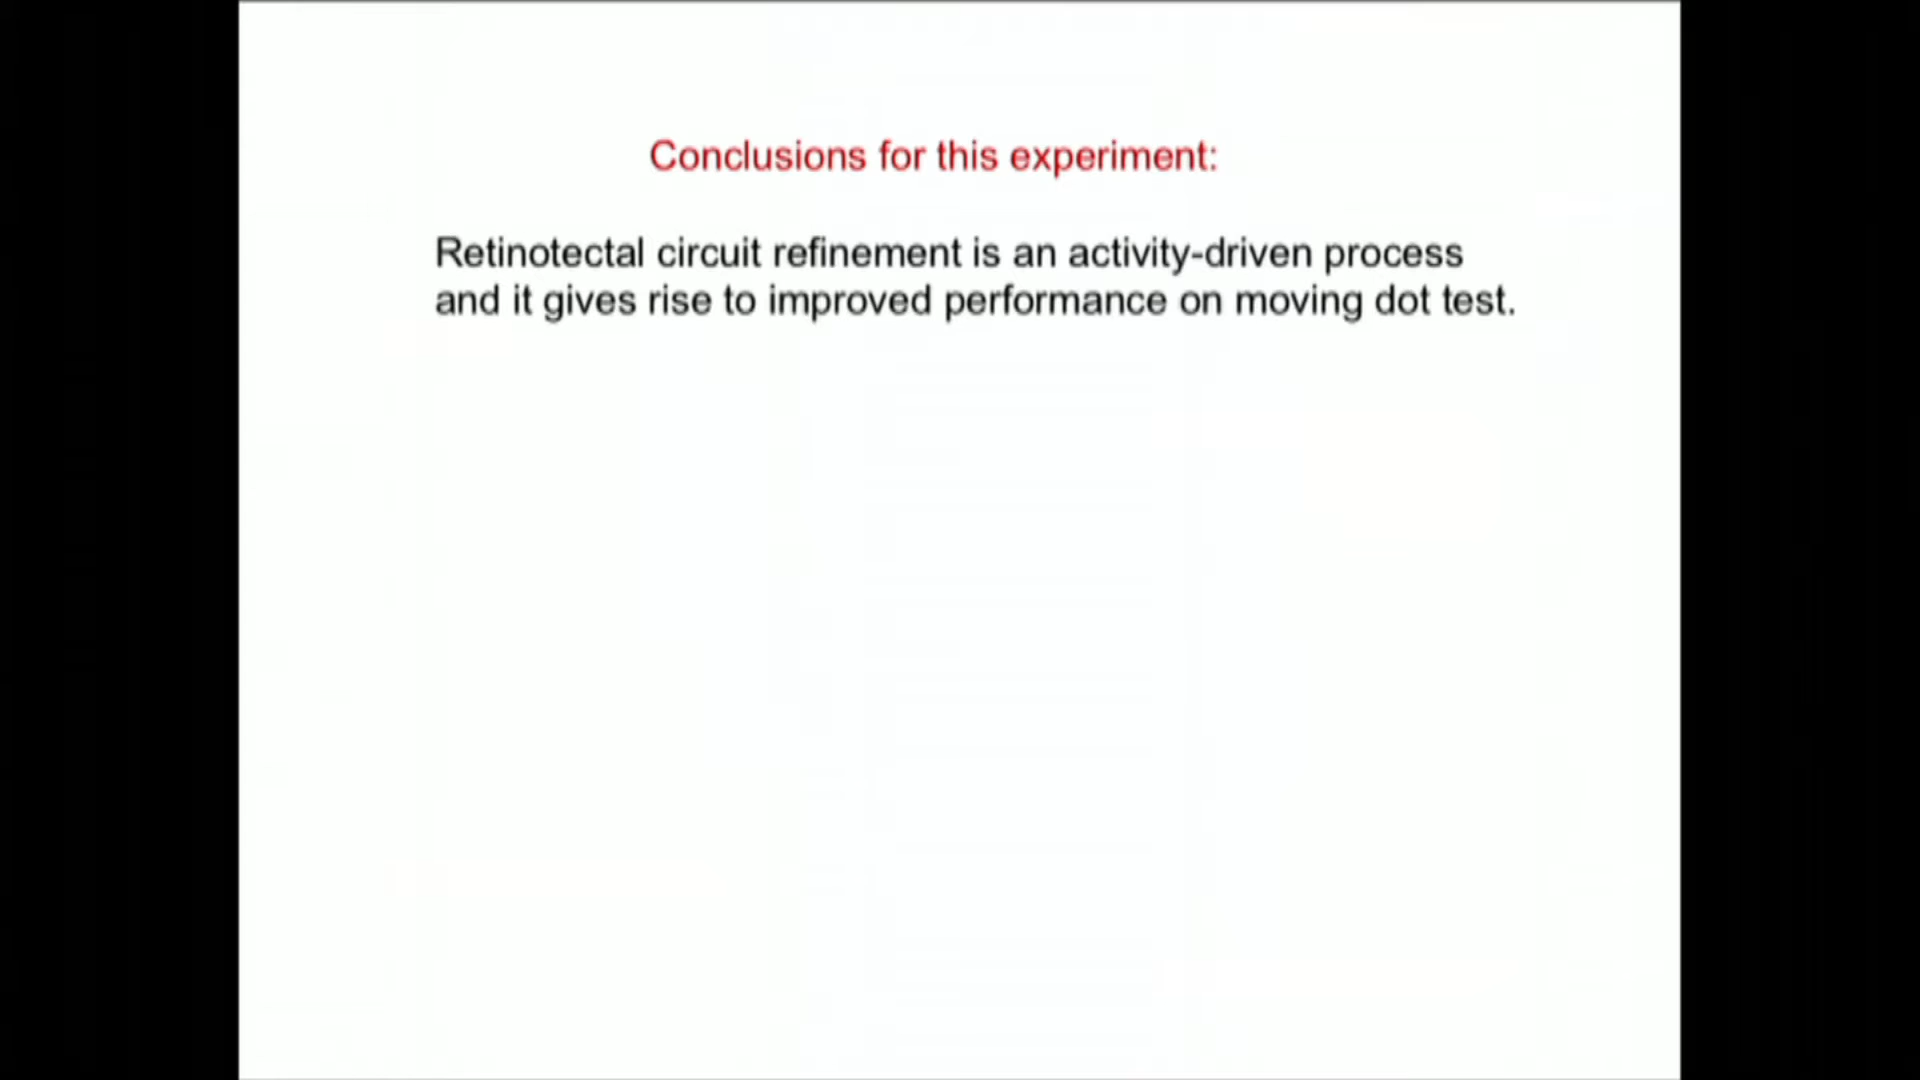 Conclusions for this experiment:
Retinotectal circuit refinement is an activity-driven process
and it gives rise to improved performance on moving dot test.